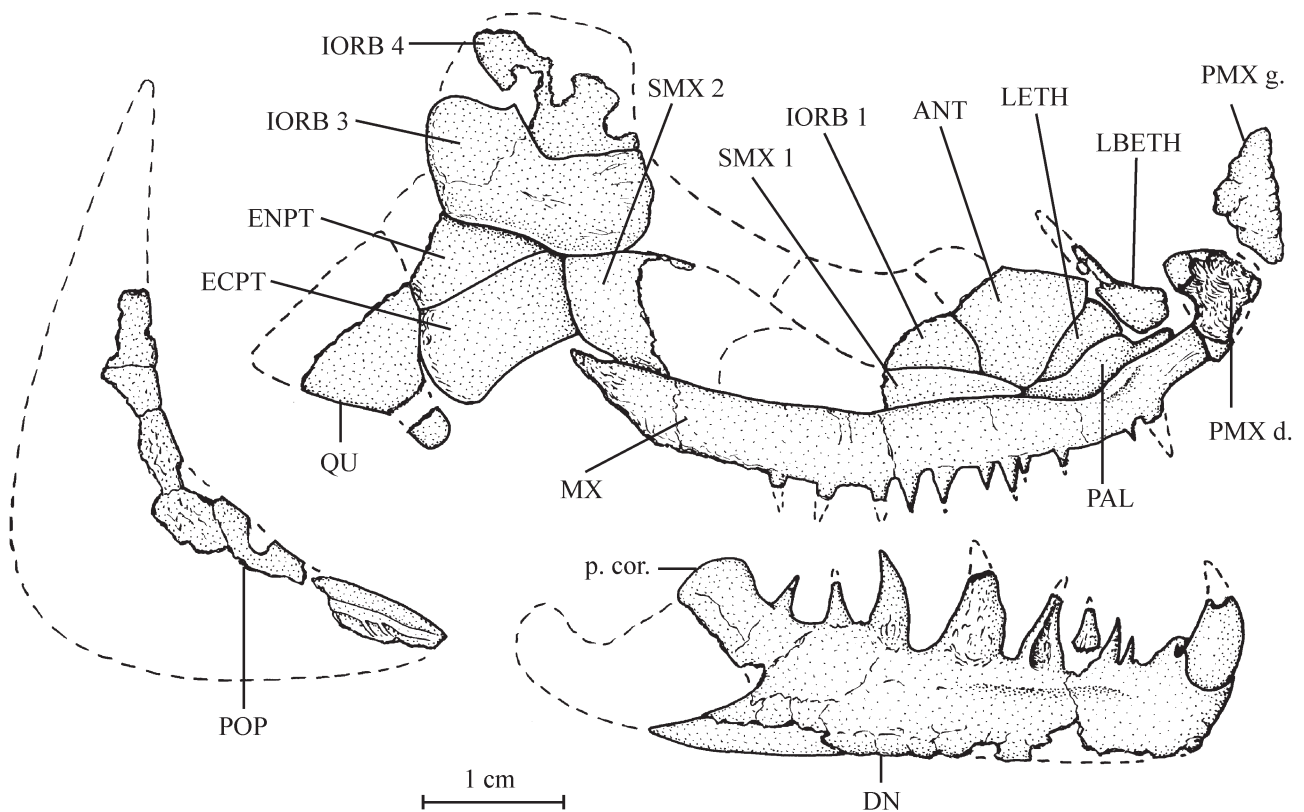 IORB 4
PMX g.
SMX 2
LETH
IORB 3
IORB 1
ANT
LBETH
SMX 1
ENPT
ECPT
PMX d.
QU
MX
PAL
p. cor.
POP
1 cm
DN